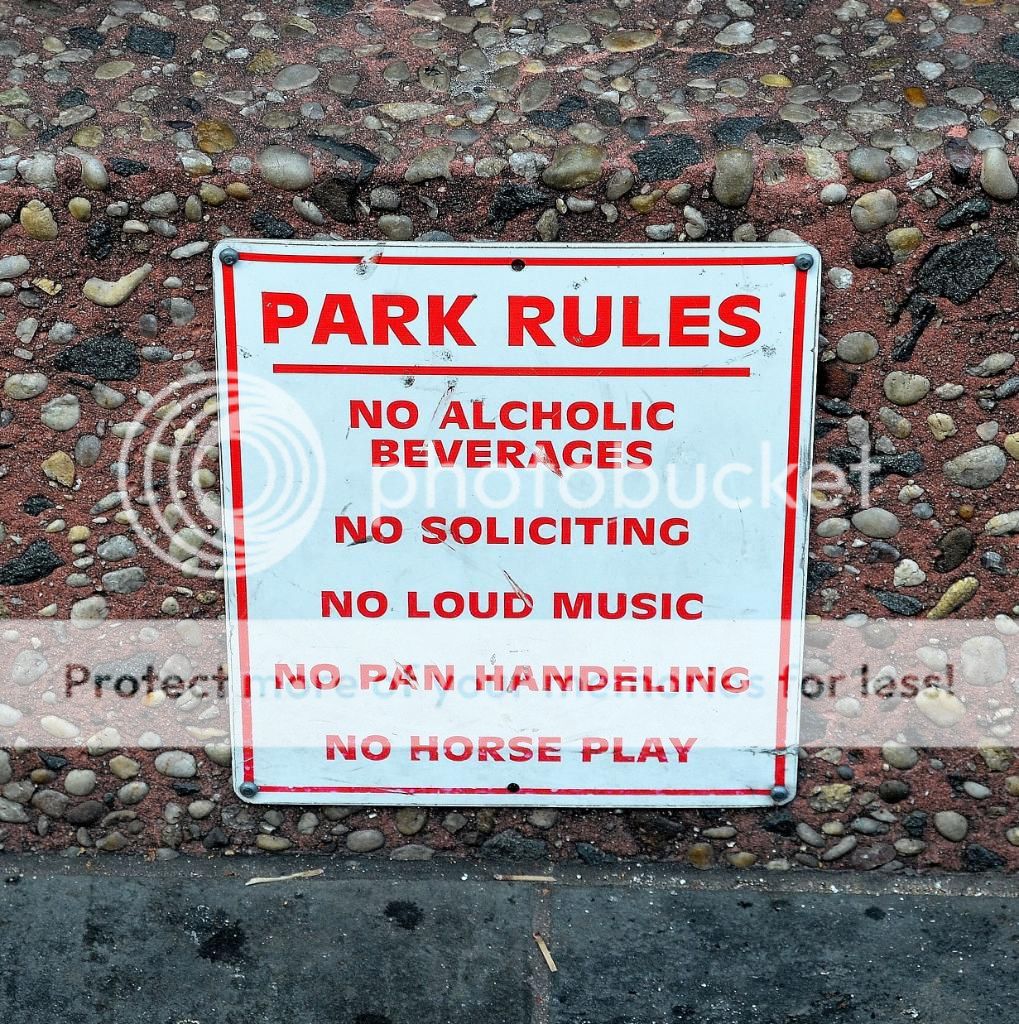 PARK RULES
NO ALCHOLIC
BEVERAGES
photobucket
NO SOLICITING
NO LOUD MUSIC
NO PAN HANDELING
Protect more of your memories for less!
NO HORSE PLAY